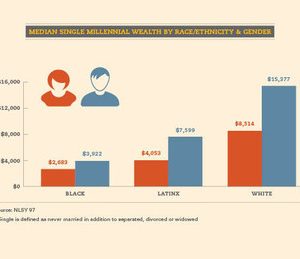 MEDIAN SINGLE MILLENNIAL WEALTH BY RACE/ETHNICITY & GENDER
$16,000
$12,000
$8,000
$4,000
$0
$2,683
$3,922
$4,053
$7,599
$8,514
$15,377
BLACK
LATINX
WHITE
ource: NLSY 97
Single is defined as never married in addition to separated, divorced or widowed